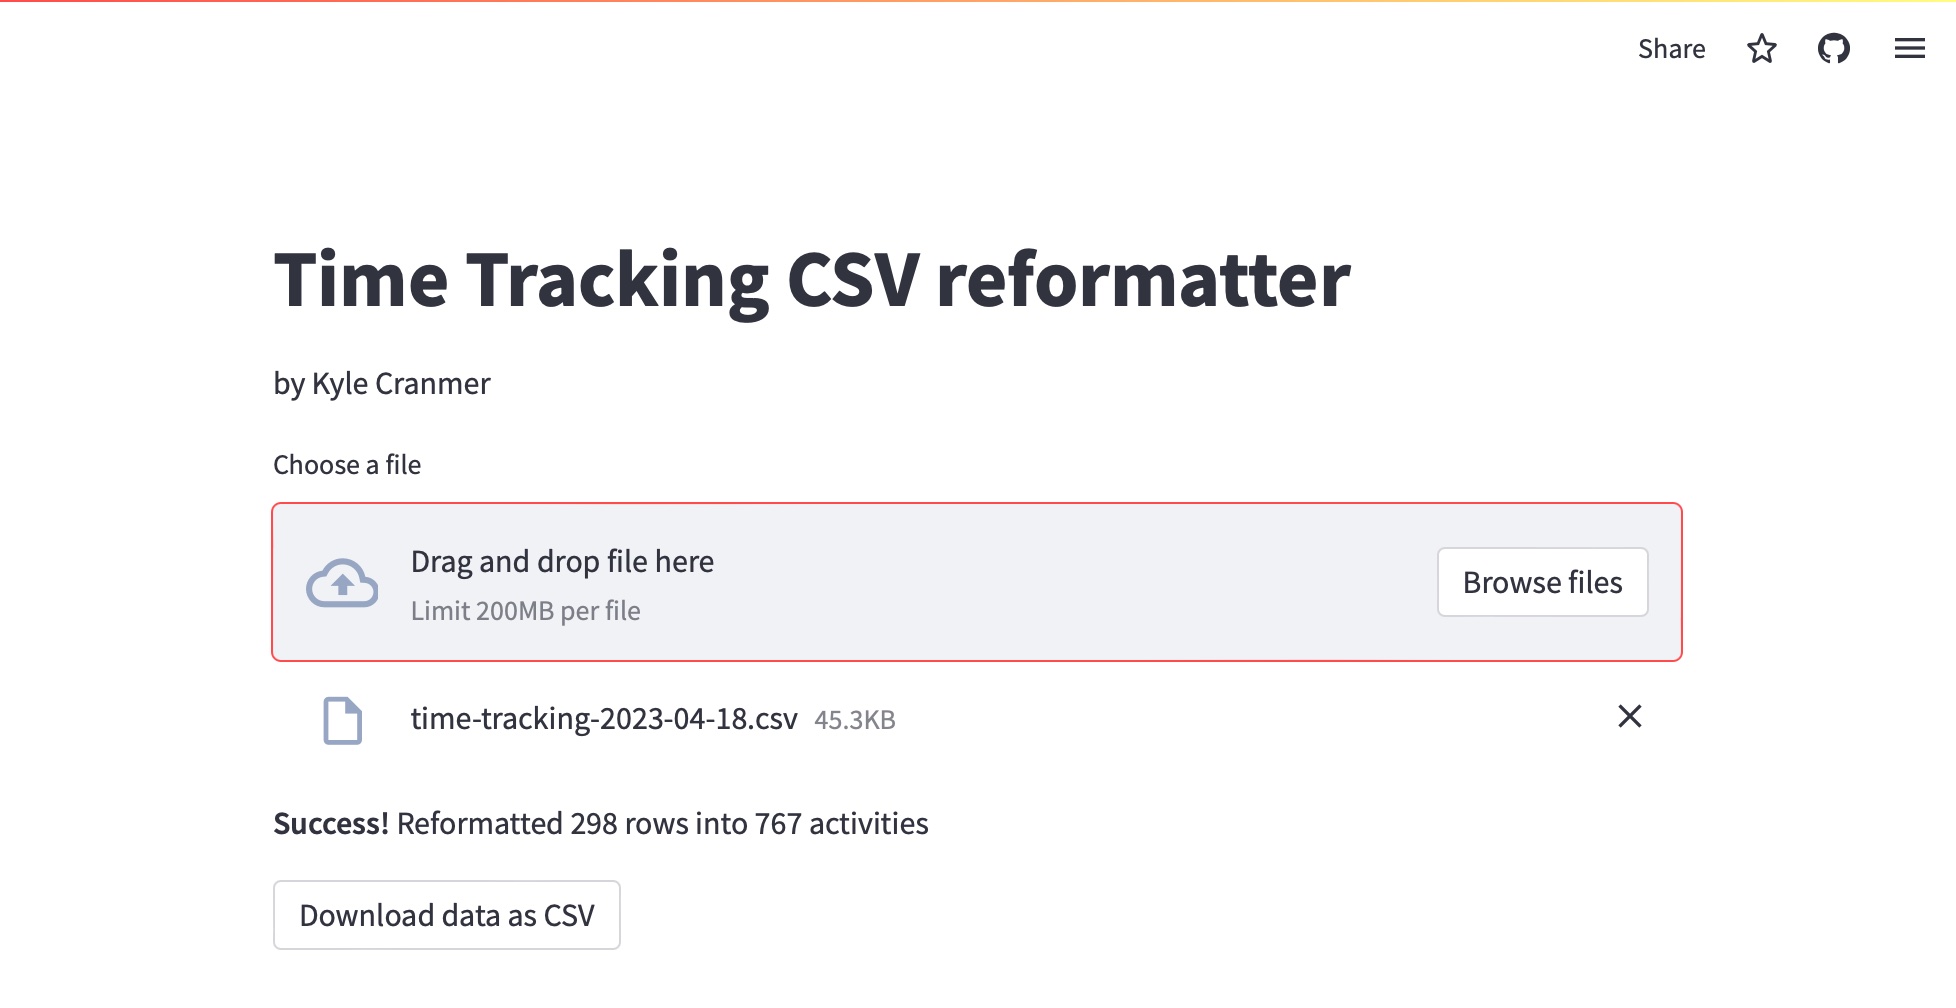 Share
Time Tracking CSV reformatter
by Kyle Cranmer
Choose a file
Drag and drop file here
Limit 200MB per file
Browse files
time-tracking-2023-04-18.csv 45.3KB
Success! Reformatted 298 rows into 767 activities
Download data as CSV